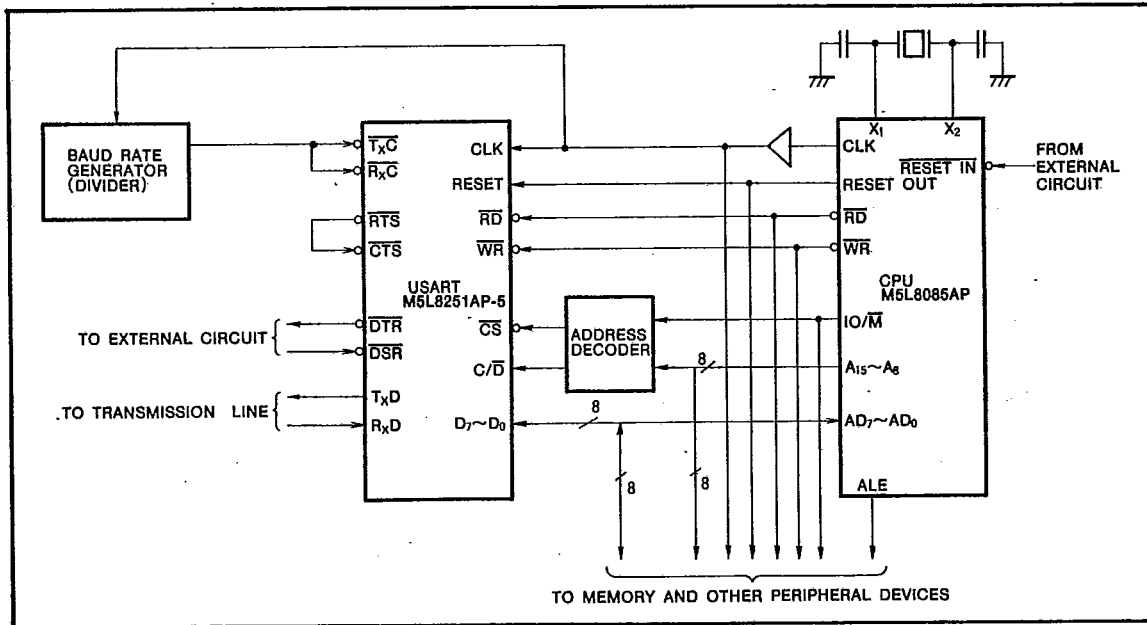 BAUD RATE
GENERATOR
(DIVIDER)
TxC
RxC
RTS
CTS
DTR
DSR
TxD
RxD
TO EXTERNAL CIRCUIT
TO TRANSMISSION LINE
CLK
RESET
RD
WR
USART
M5L8251AP-5
CS
C/D
D₇~D₀
ADDRESS
DECODER
8
8
8
8
X₁
X₂
CLK
RESET IN
RESET OUT
RD
WR
CPU
M5L8085AP
IO/M
A₁₅~A₈
AD₇~AD₀
ALE
FROM
EXTERNAL
CIRCUIT
TO MEMORY AND OTHER PERIPHERAL DEVICES